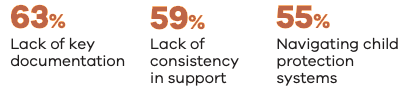 63%
Lack of key
documentation
59%
Lack of
consistency
in support
55%
Navigating child
protection
systems